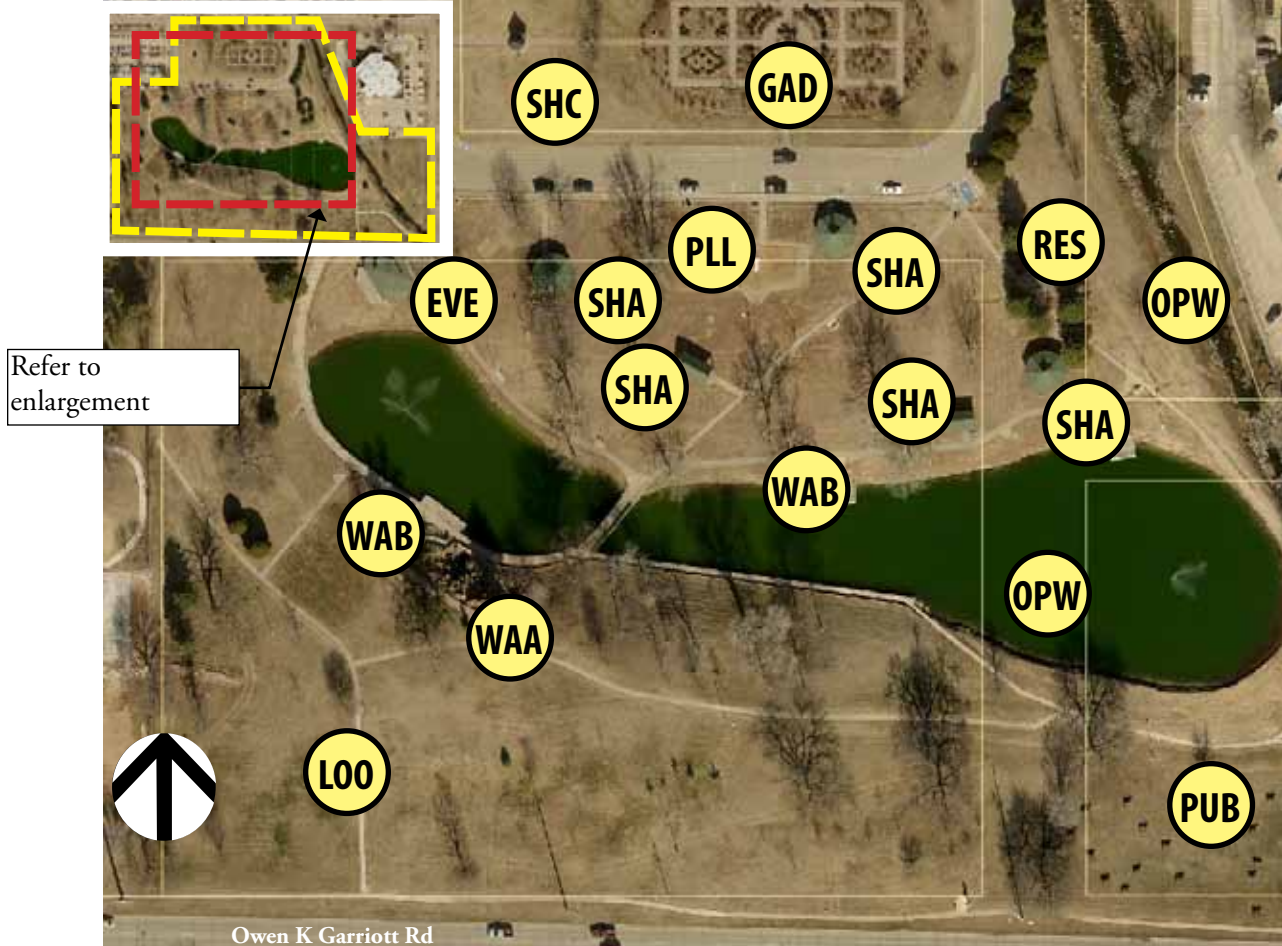 SHC
GAD
PLL
SHA
RES
EVE
SHA
OPW
Refer to
enlargement
SHA
SHA
SHA
WAB
WAB
OPW
WAA
LOO
PUB
Owen K Garriott Rd